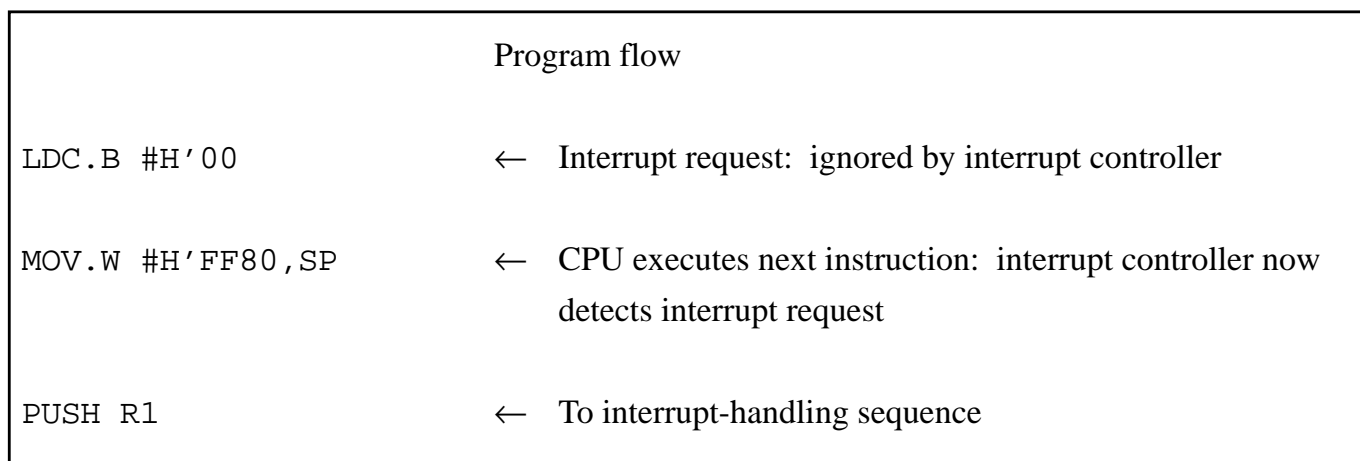 Program flow
LDC.B #H’00 ← Interrupt request: ignored by interrupt controller
MOV.W #H’FF80,SP ← CPU executes next instruction: interrupt controller now
detects interrupt request
PUSH R1 ← To interrupt-handling sequence